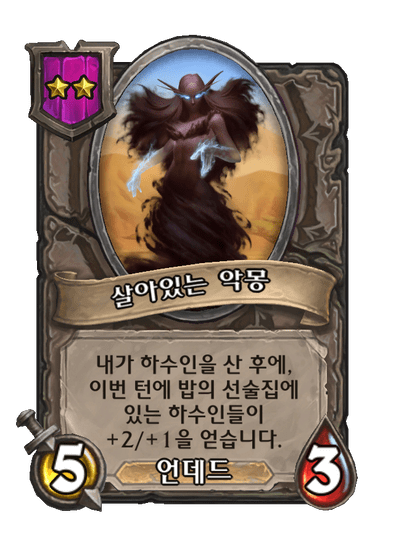 살아있는 악몽
내가 하수인을 산 후에,
이번 턴에 밥의 선술집에
있는 하수인들이
+2/+1을 얻습니다.
5
언데드
3